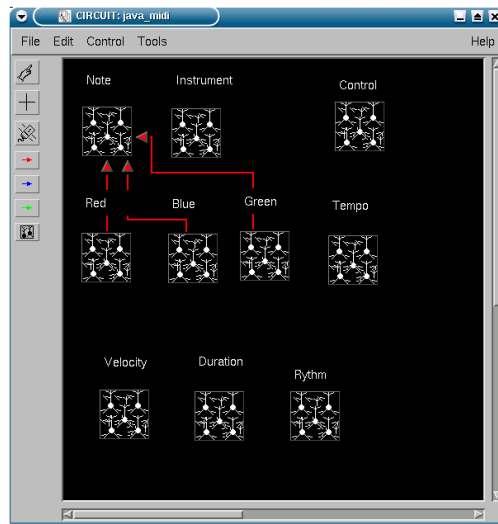 CIRCUIT: java_midi
File Edit Control Tools Help
Note Instrument Control
Red Blue Green Tempo
Velocity Duration Rythm